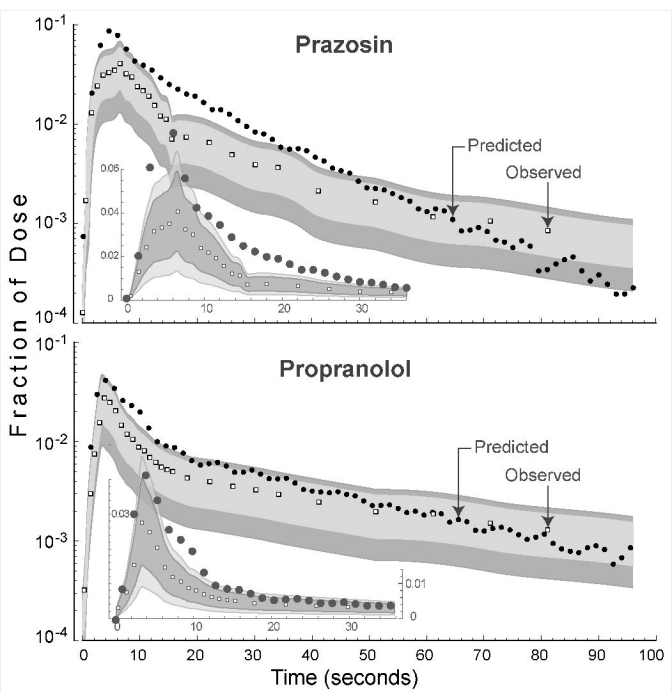 Prazosin
10⁻¹
10⁻²
10⁻³
10⁻⁴
Predicted
Observed
0.06
0.04
0.02
0
0 10 20 30
Fraction of Dose
Propranolol
10⁻¹
10⁻²
10⁻³
10⁻⁴
Predicted
Observed
0.03
0.01
0
0 10 20 30
0 10 20 30 40 50 60 70 80 90 100
Time (seconds)